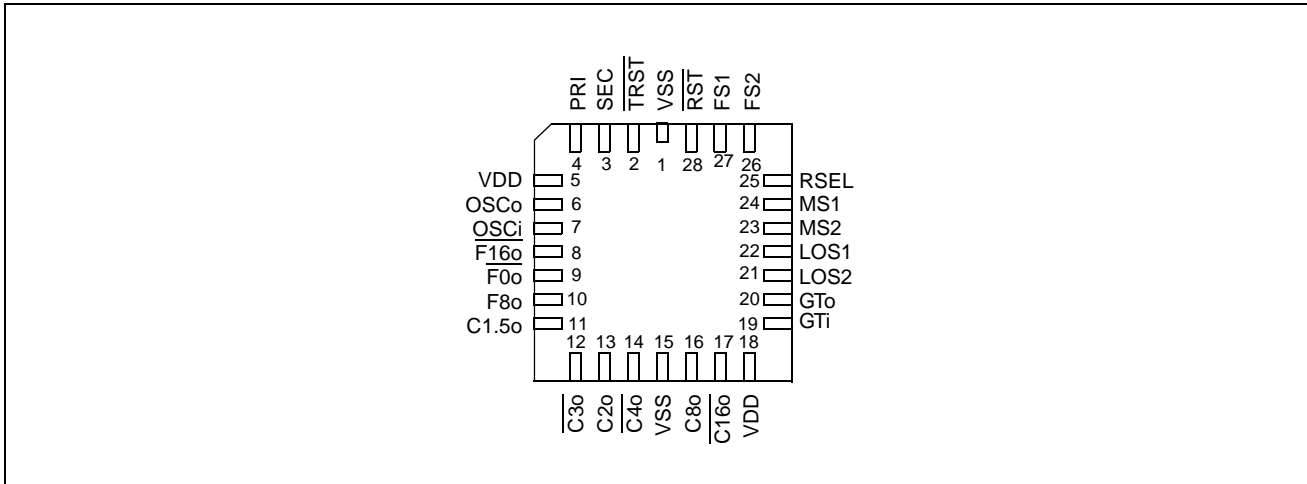 PRI SEC TRST VSS RST FS1 FS2
4 3 2 1 28 27 26
VDD 5 25 RSEL
OSCo 6 24 MS1
OSCi 7 23 MS2
F16o 8 22 LOS1
F0o 9 21 LOS2
F8o 10 20 GTo
C1.5o 11 19 GTi
12 13 14 15 16 17 18
C3o C2o C4o VSS C8o C16o VDD